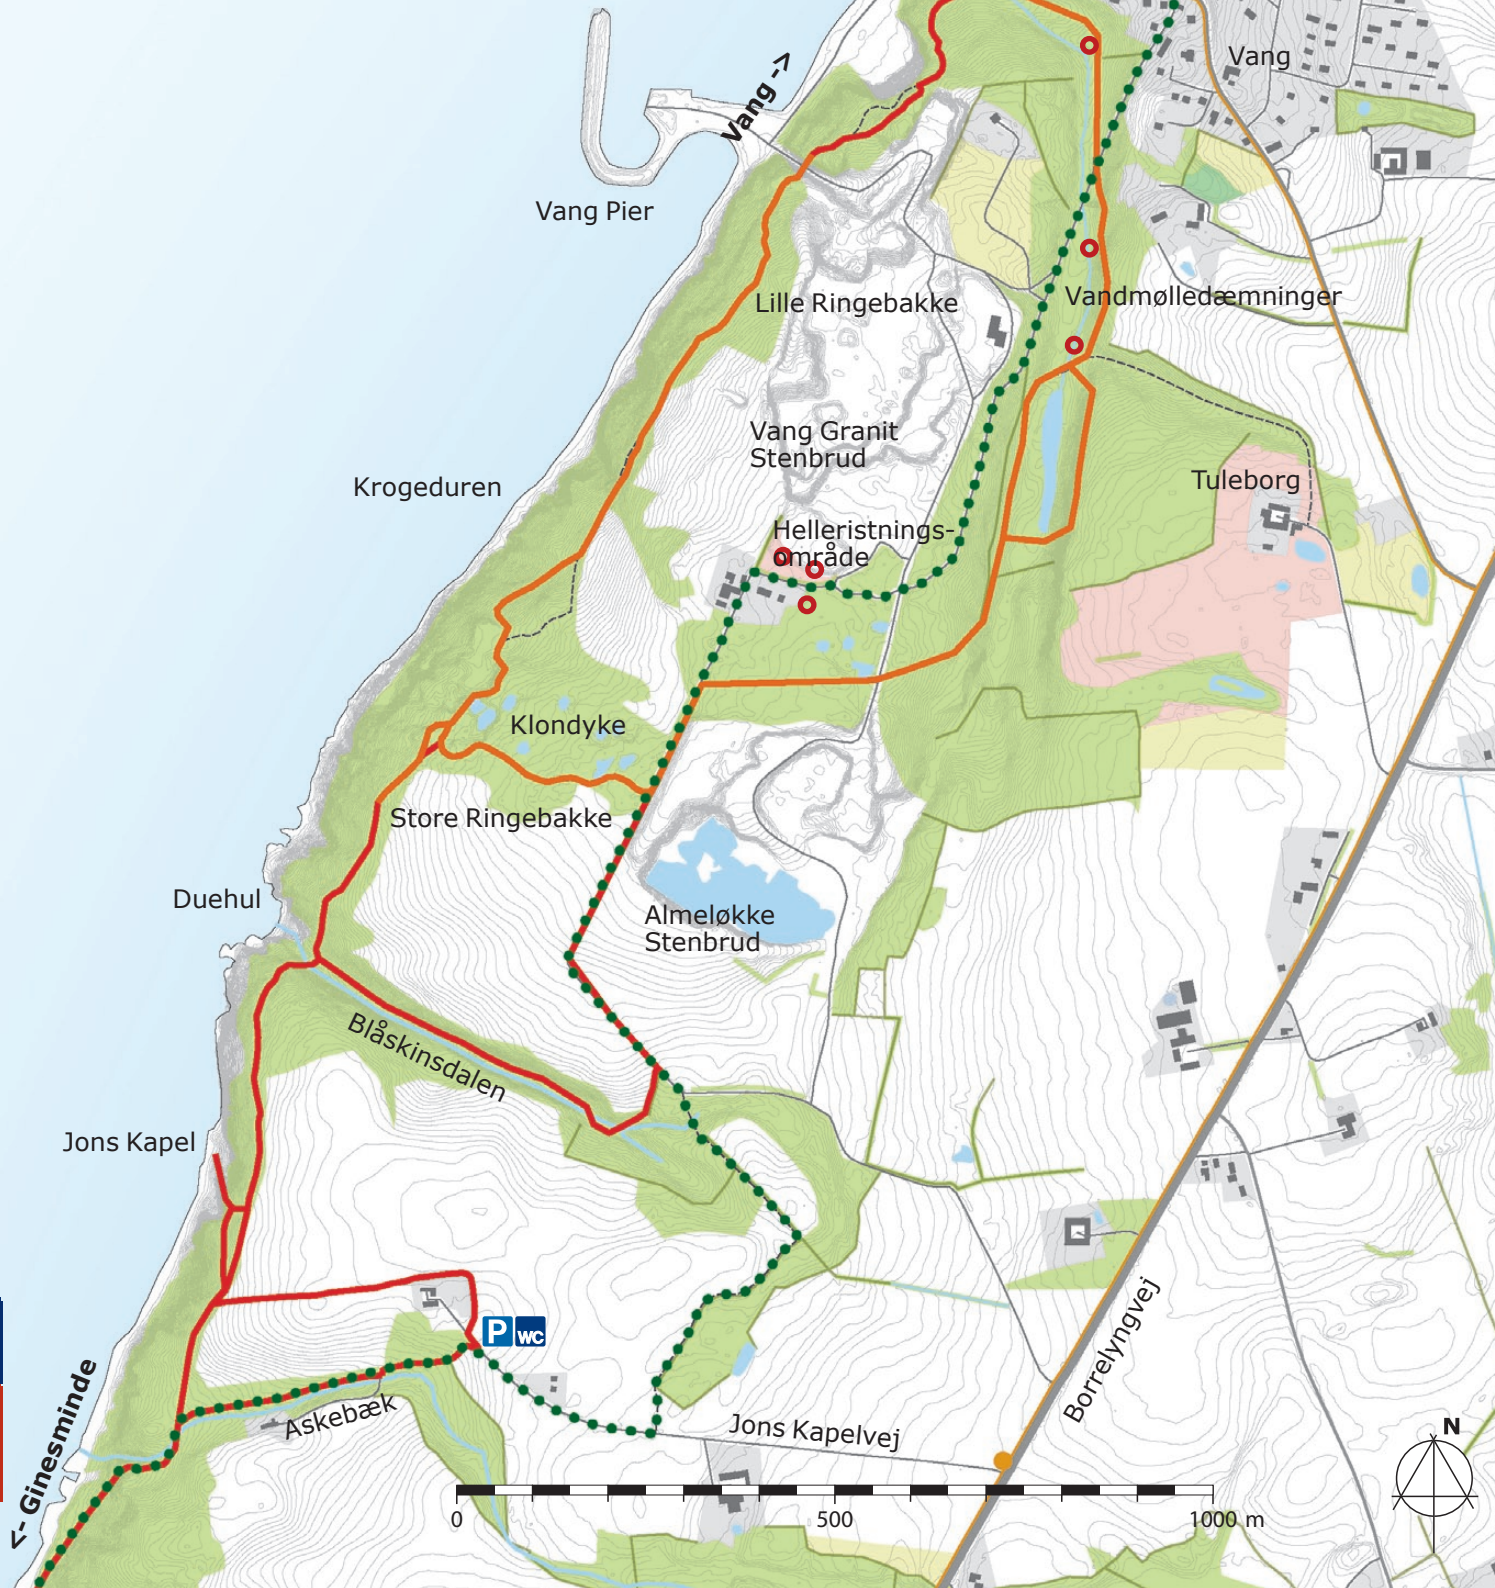 Vang
Vang ->
Vang Pier
Vandmølledæmninger
Lille Ringebakke
Vang Granit
Stenbrud
Tuleborg
Krogeduren
Helleristnings-
område
Klondyke
Store Ringebakke
Duehul
Almeløkke
Stenbrud
Blåskinsdalen
Jons Kapel
P WC
Borrelyngvej
<- Ginesminde
Askebæk
Jons Kapelvej
N
0 500 1000 m